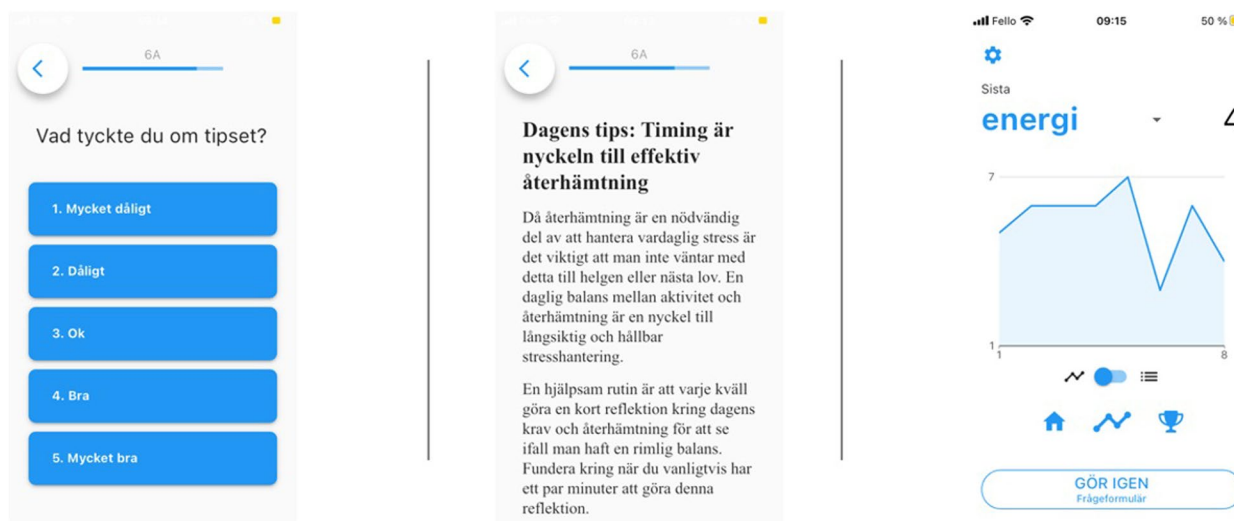 6A
Vad tyckte du om tipset?
1. Mycket dåligt
2. Dåligt
3. Ok
4. Bra
5. Mycket bra
6A
Dagens tips: Timing är
nyckeln till effektiv
återhämtning
Då återhämtning är en nödvändig
del av att hantera vardaglig stress är
det viktigt att man inte väntar med
detta till helgen eller nästa lov. En
daglig balans mellan aktivitet och
återhämtning är en nyckel till
långsiktig och hållbar
stresshantering.
En hjälpsam rutin är att varje kväll
göra en kort reflektion kring dagens
krav och återhämtning för att se
ifall man haft en rimlig balans.
Fundera kring när du vanligtvis har
ett par minuter att göra denna
reflektion.
Fello 09:15 50 %
Sista
energi
7
1
1 8
GÖR IGEN
Frågeformulär